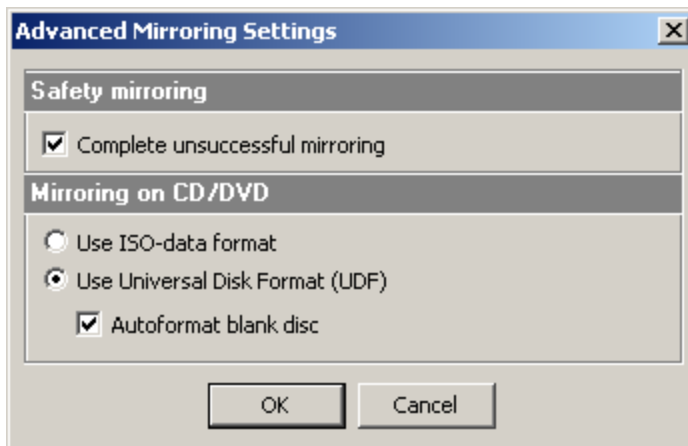 Advanced Mirroring Settings
Safety mirroring
Complete unsuccessful mirroring
Mirroring on CD/DVD
Use ISO-data format
Use Universal Disk Format (UDF)
Autoformat blank disc
OK
Cancel